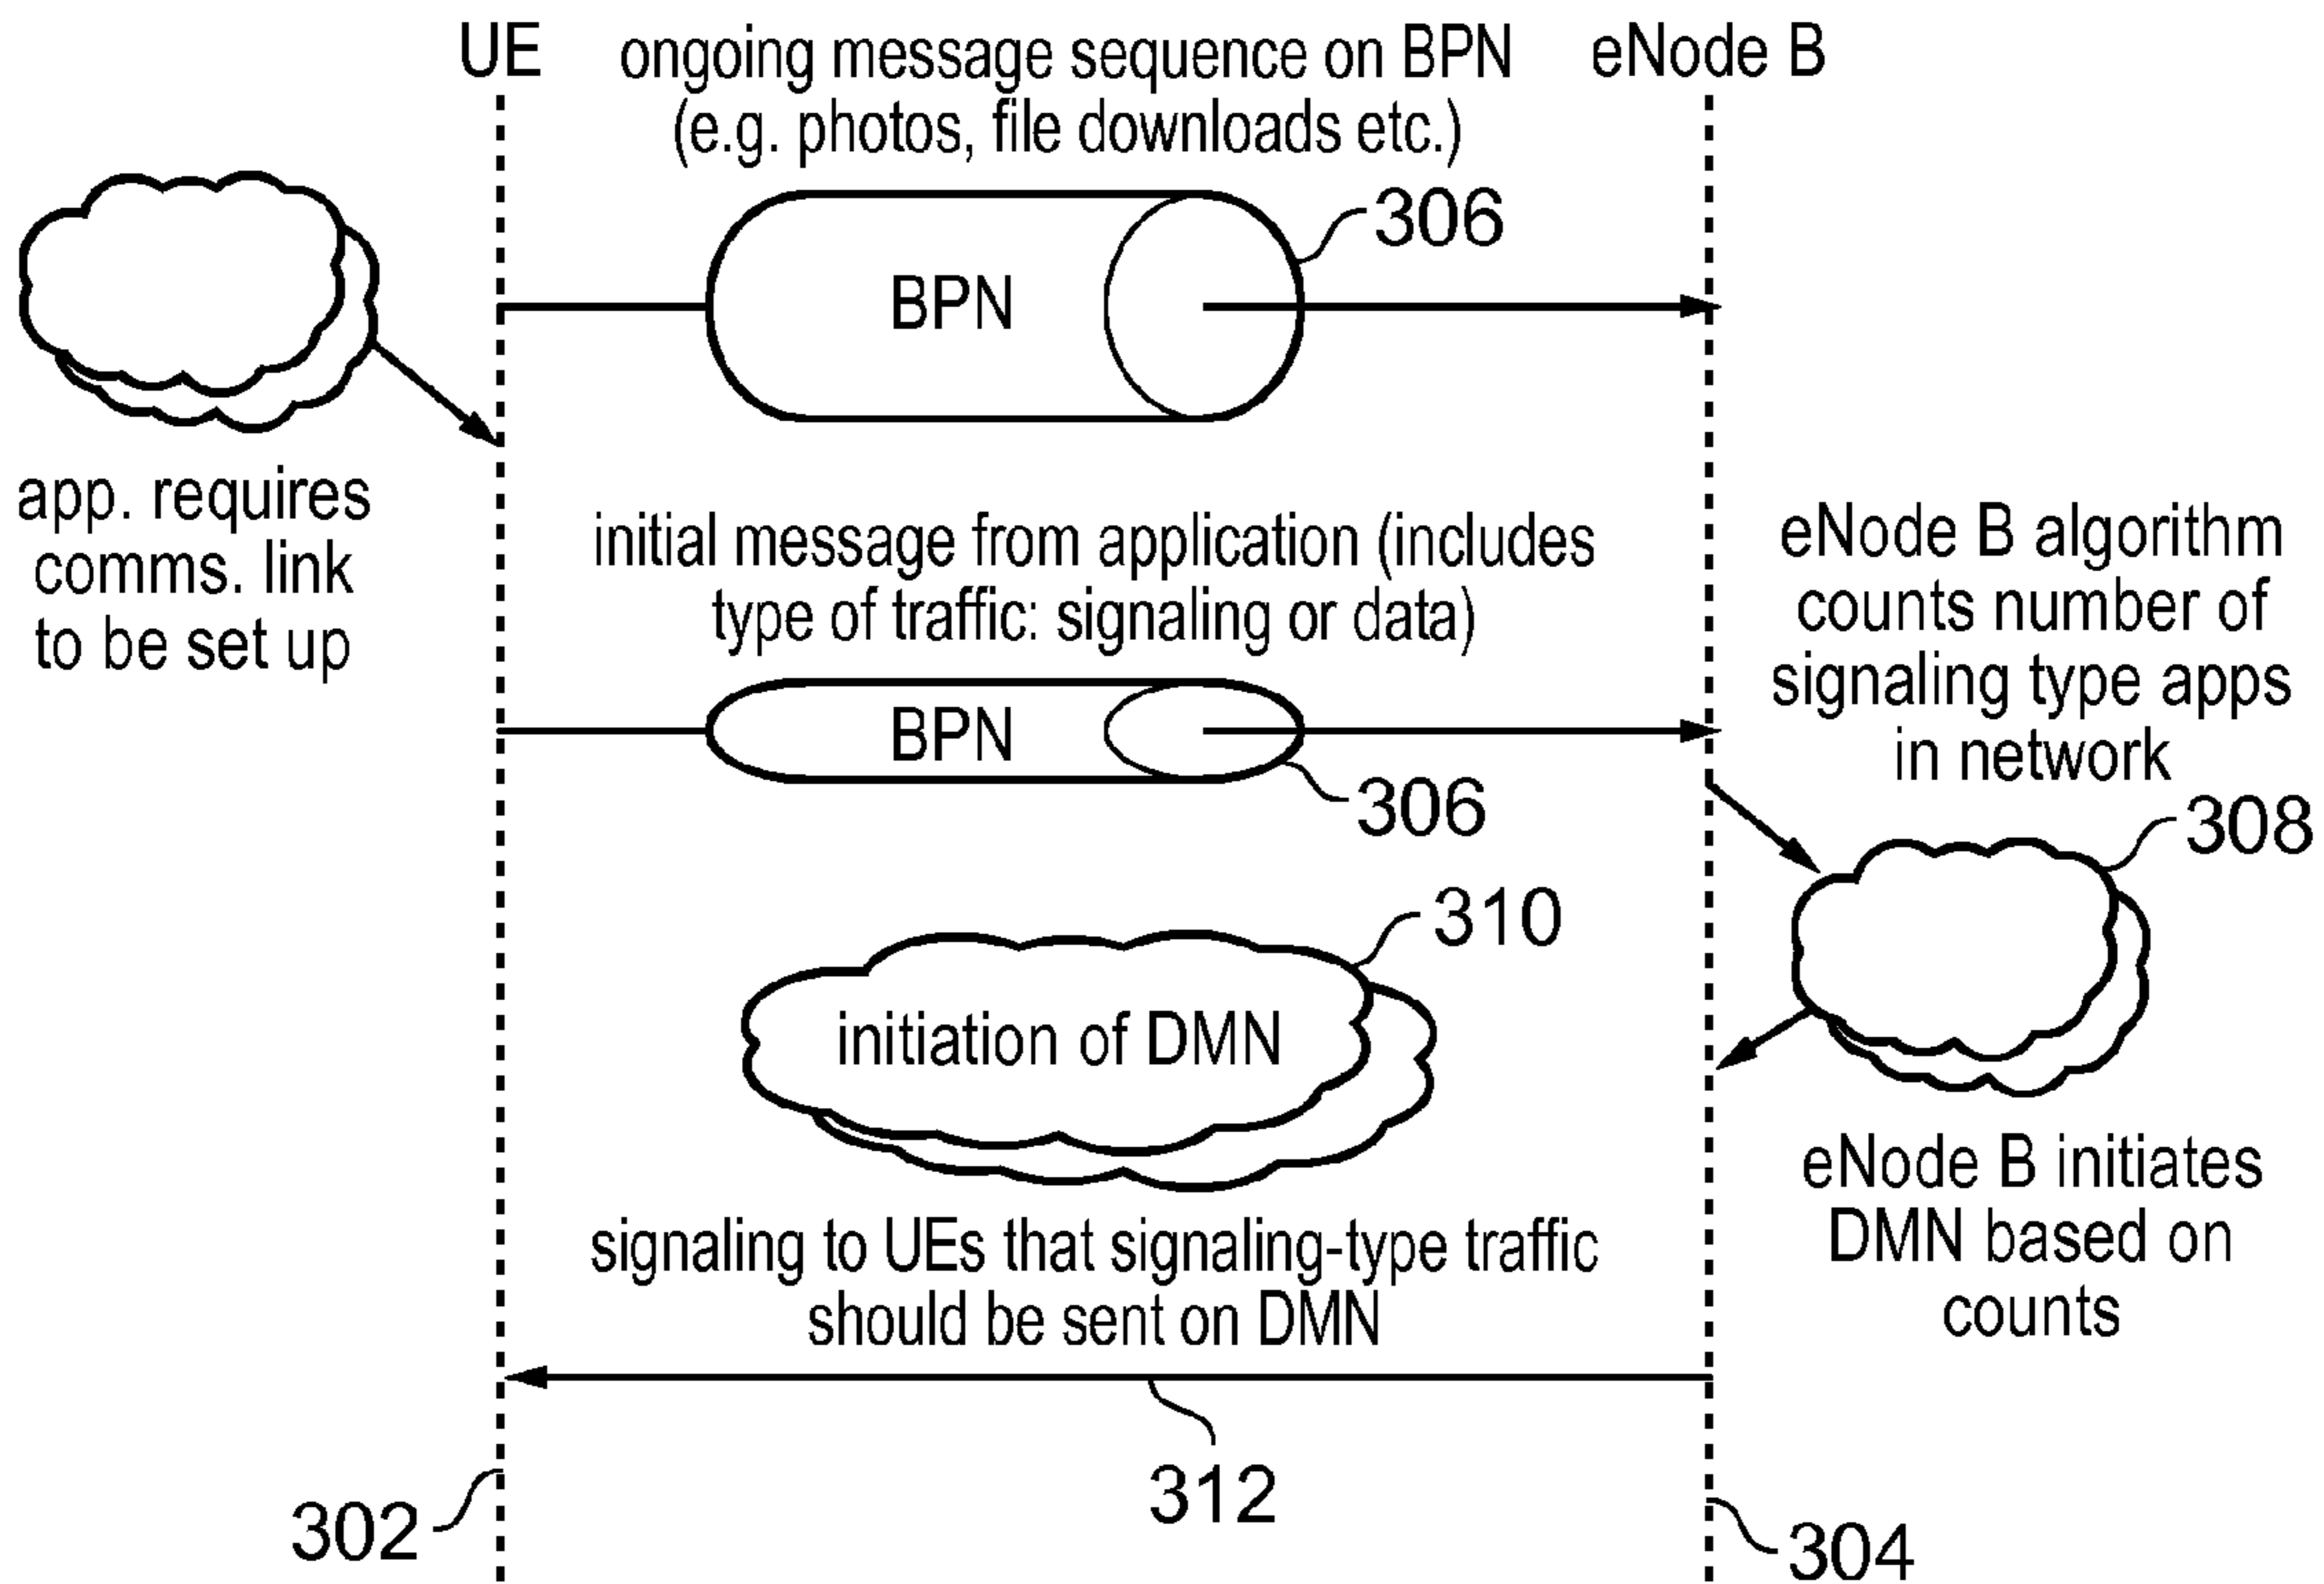 UE
ongoing message sequence on BPN
(e.g. photos, file downloads etc.)
eNode B
306
BPN
app. requires
comms. link
to be set up
initial message from application (includes
type of traffic: signaling or data)
BPN
306
eNode B algorithm
counts number of
signaling type apps
in network
308
310
initiation of DMN
eNode B initiates
DMN based on
counts
signaling to UEs that signaling-type traffic
should be sent on DMN
312
302
304